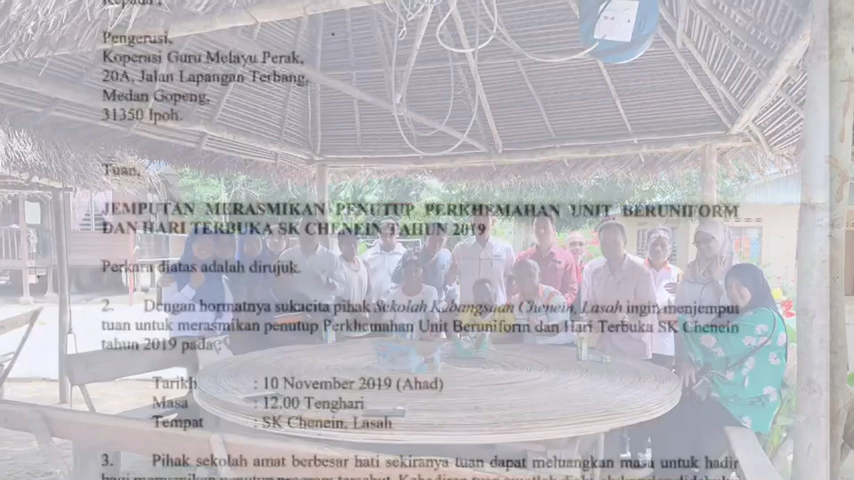 Kepada ;
Pengerusi,
Koperasi Guru Melayu Perak,
20A, Jalan Lapangan Terbang,
Medan Gopeng,
31350 Ipoh.
Tuan,
JEMPUTAN MERASMIKAN PENUTUP PERKHEMAHAN UNIT BERUNIFORM
DAN HARI TERBUKA SK CHENEIN TAHUN 2019
Perkara diatas adalah dirujuk.
2. Dengan hormatnya sukacita pihak Sekolah Kebangsaan Chenein, Lasah ingin menjemput
tuan untuk merasmikan penutup Perkhemahan Unit Beruniform dan Hari Terbuka SK Chenein
tahun 2019 pada;
Tarikh : 10 November 2019 (Ahad)
Masa : 12.00 Tenghari
Tempat : SK Chenein, Lasah
3. Pihak sekolah amat berbesar hati sekiranya tuan dapat meluangkan masa untuk hadir